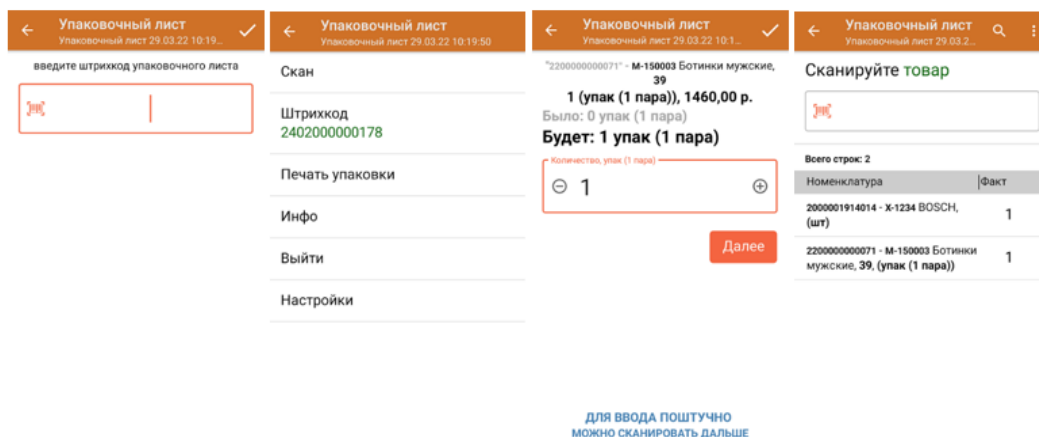 Упаковочный лист
Упаковочный лист 29.03.22 10:19...
введите штрихкод упаковочного листа
Упаковочный лист
Упаковочный лист 29.03.22 10:19:50
Скан
Штрихкод
2402000000178
Печать упаковки
Инфо
Выйти
Настройки
Упаковочный лист
Упаковочный лист 29.03.22 10:1...
"2200000000071" - М-150003 Ботинки мужские,
39
1 (упак (1 пара)), 1460,00 р.
Было: 0 упак (1 пара)
Будет: 1 упак (1 пара)
Количество, упак (1 пара)
1
Далее
ДЛЯ ВВОДА ПОШТУЧНО
МОЖНО СКАНИРОВАТЬ ДАЛЬШЕ
Упаковочный лист
Упаковочный лист 29.03.2...
Сканируйте товар
Всего строк: 2
Номенклатура Факт
2000001914014 - X-1234 BOSCH,
(шт) 1
2200000000071 - М-150003 Ботинки
мужские, 39, (упак (1 пара)) 1